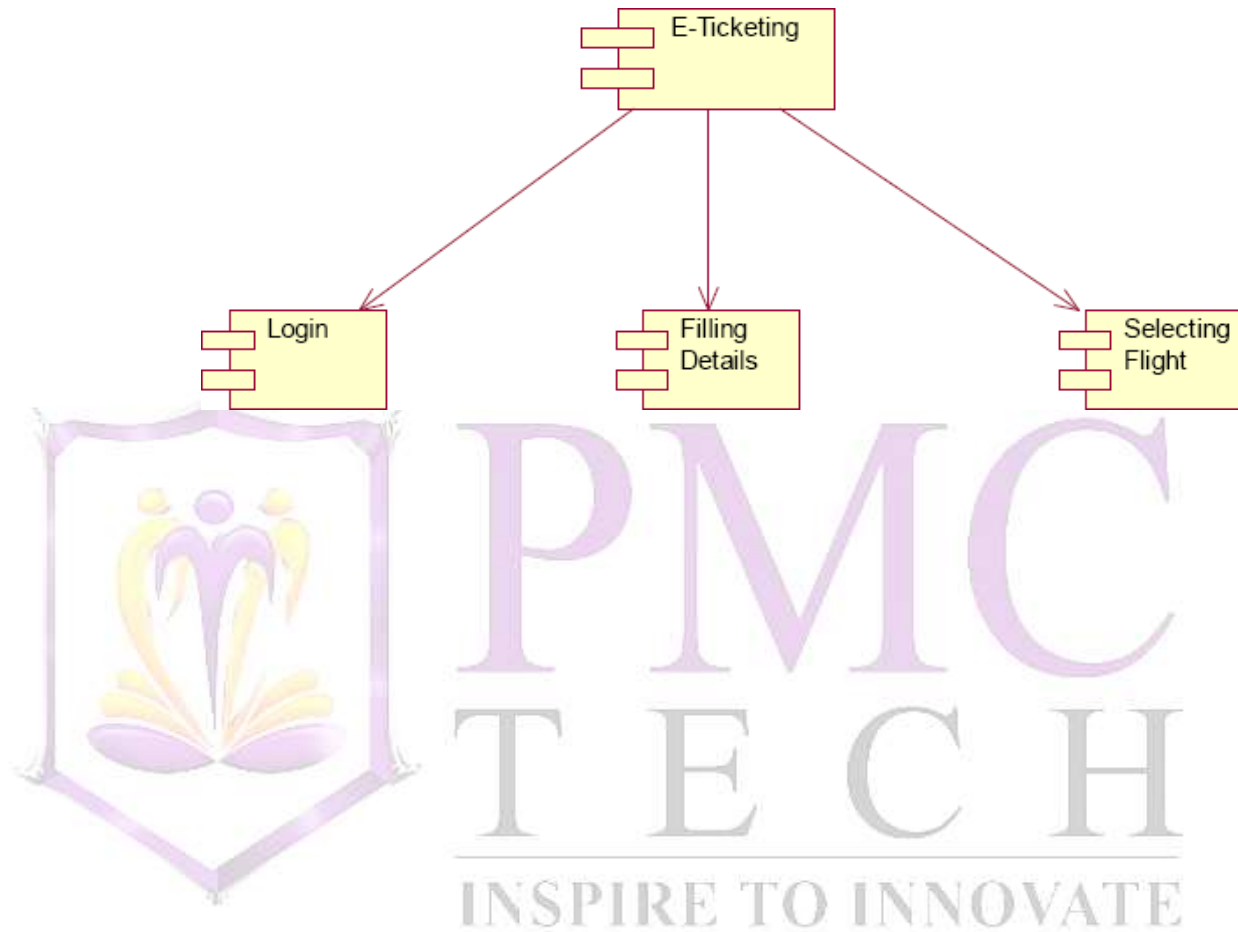 E-Ticketing
Login
Filling
Details
Selecting
Flight
PMC
TECH
INSPIRE TO INNOVATE